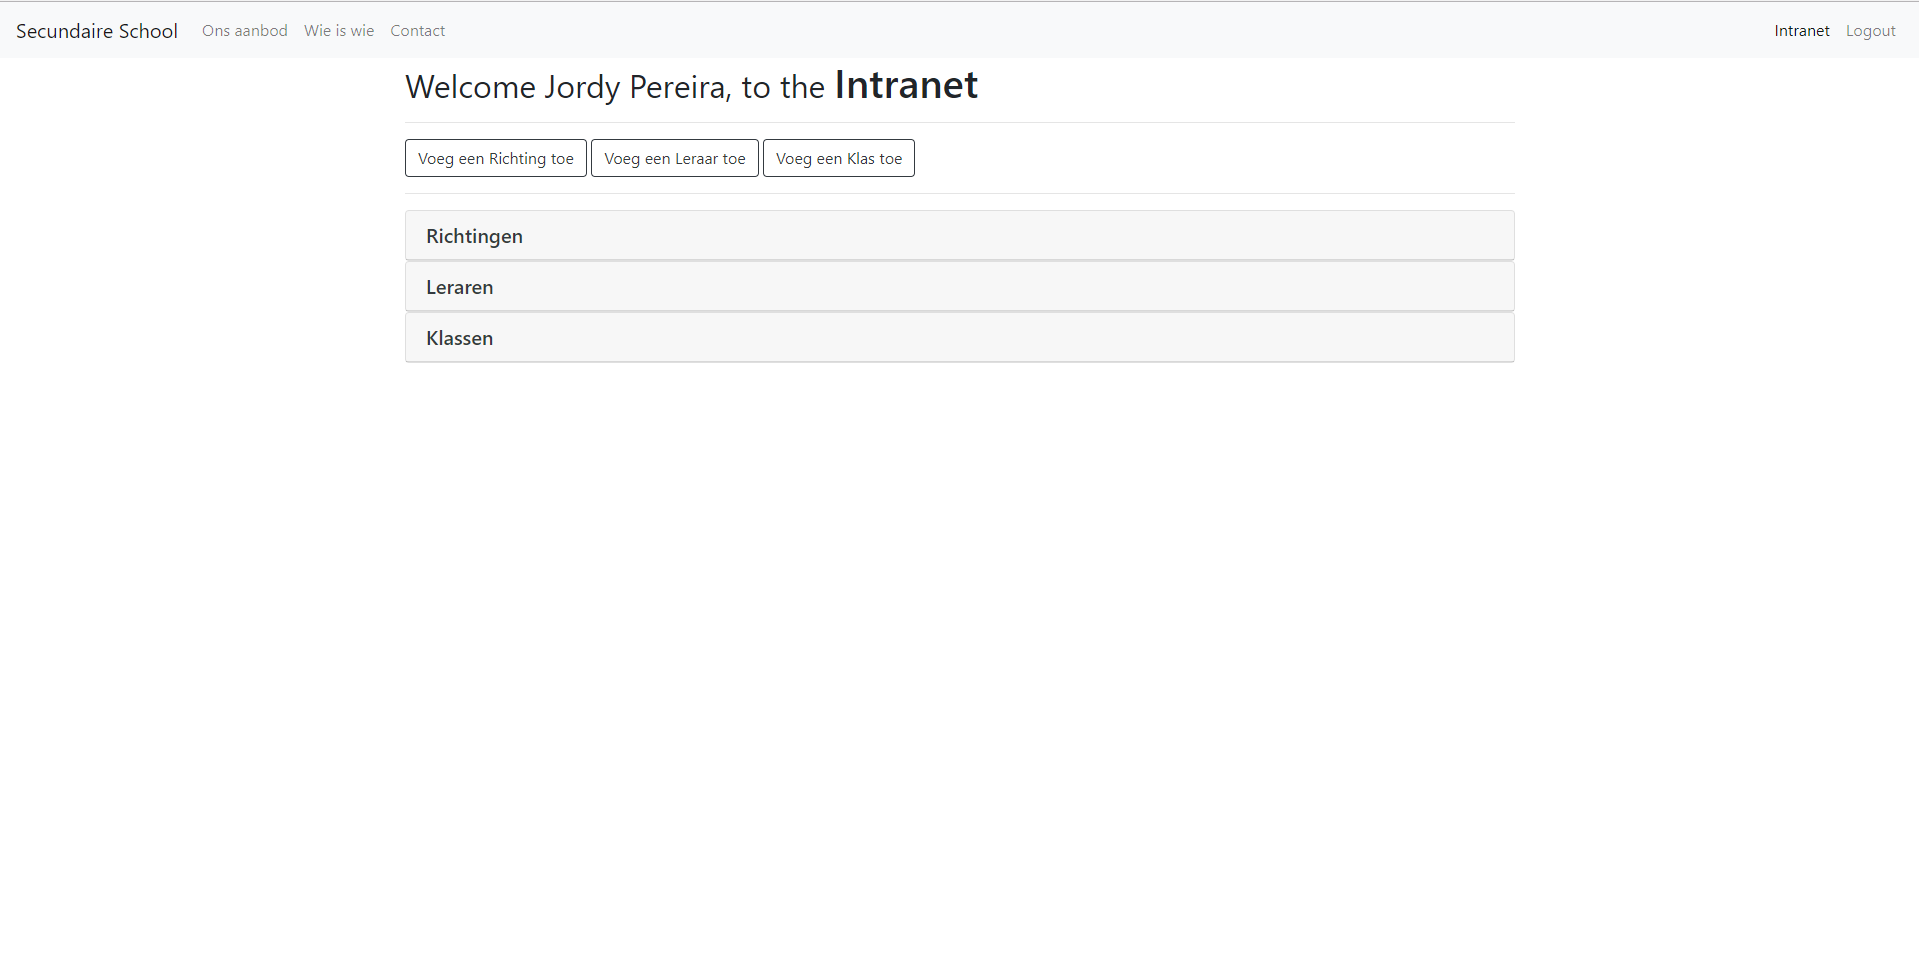 Secundaire School Ons aanbod Wie is wie Contact Intranet Logout
Welcome Jordy Pereira, to the Intranet
Voeg een Richting toe Voeg een Leraar toe Voeg een Klas toe
Richtingen
Leraren
Klassen